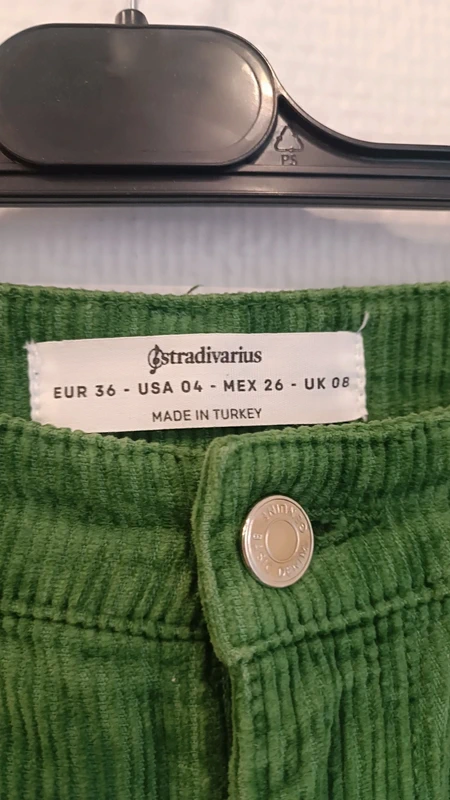 PS
stradivarius
EUR 36 - USA 04 - MEX 26 - UK 08
MADE IN TURKEY